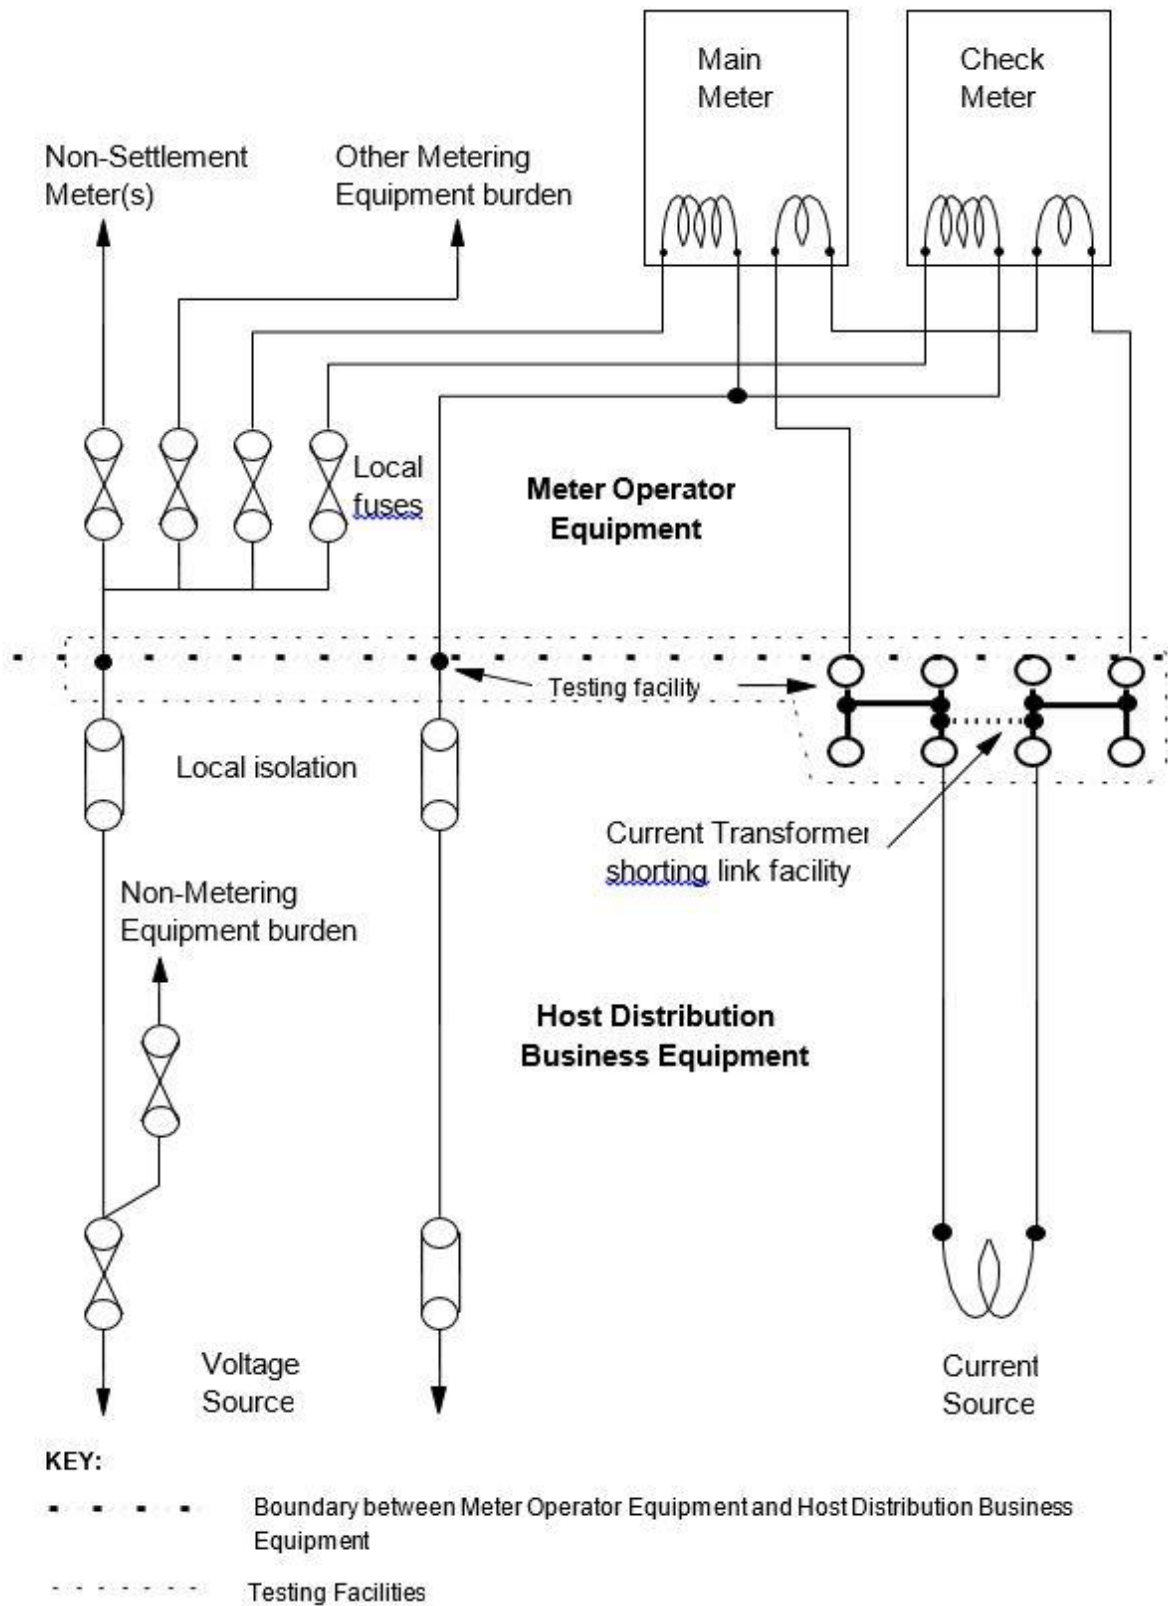 Main
Meter
Check
Meter
Non-Settlement
Meter(s)
Other Metering
Equipment burden
Local
fuses
Meter Operator
Equipment
Testing facility
Local isolation
Current Transformer
shorting link facility
Non-Metering
Equipment burden
Host Distribution
Business Equipment
Voltage
Source
Current
Source
KEY:
Boundary between Meter Operator Equipment and Host Distribution Business
Equipment
Testing Facilities